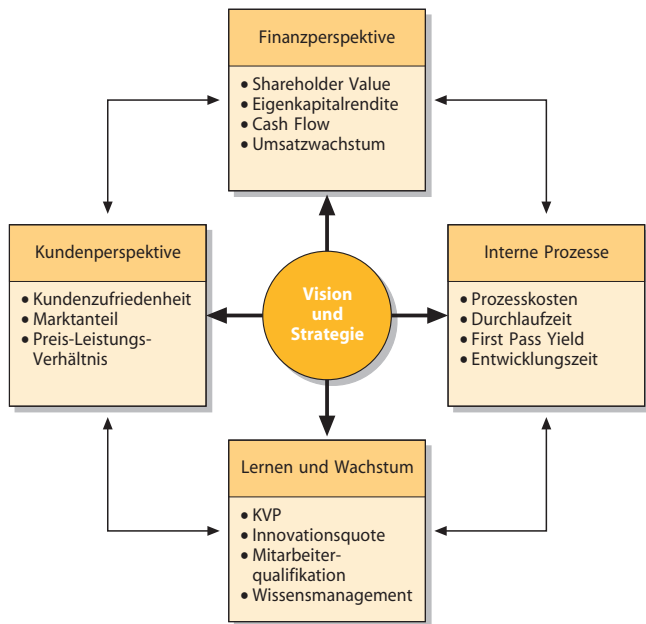 Finanzperspektive
• Shareholder Value
• Eigenkapitalrendite
• Cash Flow
• Umsatzwachstum
Kundenperspektive
• Kundenzufriedenheit
• Marktanteil
• Preis-Leistungs-
Verhältnis
Vision
und
Strategie
Interne Prozesse
• Prozesskosten
• Durchlaufzeit
• First Pass Yield
• Entwicklungszeit
Lernen und Wachstum
• KVP
• Innovationsquote
• Mitarbeiter-
qualifikation
• Wissensmanagement